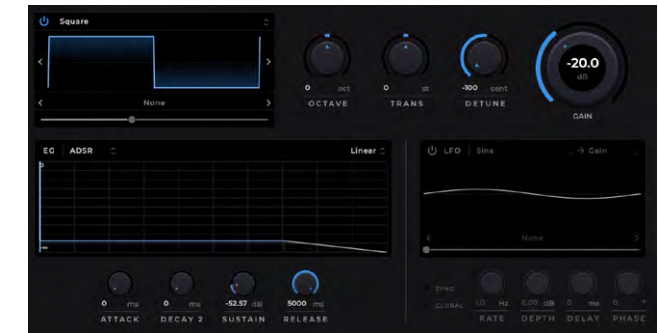 Square
None
0 oct
OCTAVE
0 st
TRANS
-100 cent
DETUNE
-20.0
dB
GAIN
EG ADSR Linear
0
-∞
0 ms
ATTACK
0 ms
DECAY 2
-52.57 dB
SUSTAIN
5000 ms
RELEASE
LFO Sine → Gain
None
SYNC
GLOBAL
1,0 Hz
RATE
6,00 dB
DEPTH
0 ms
DELAY
0 °
PHASE